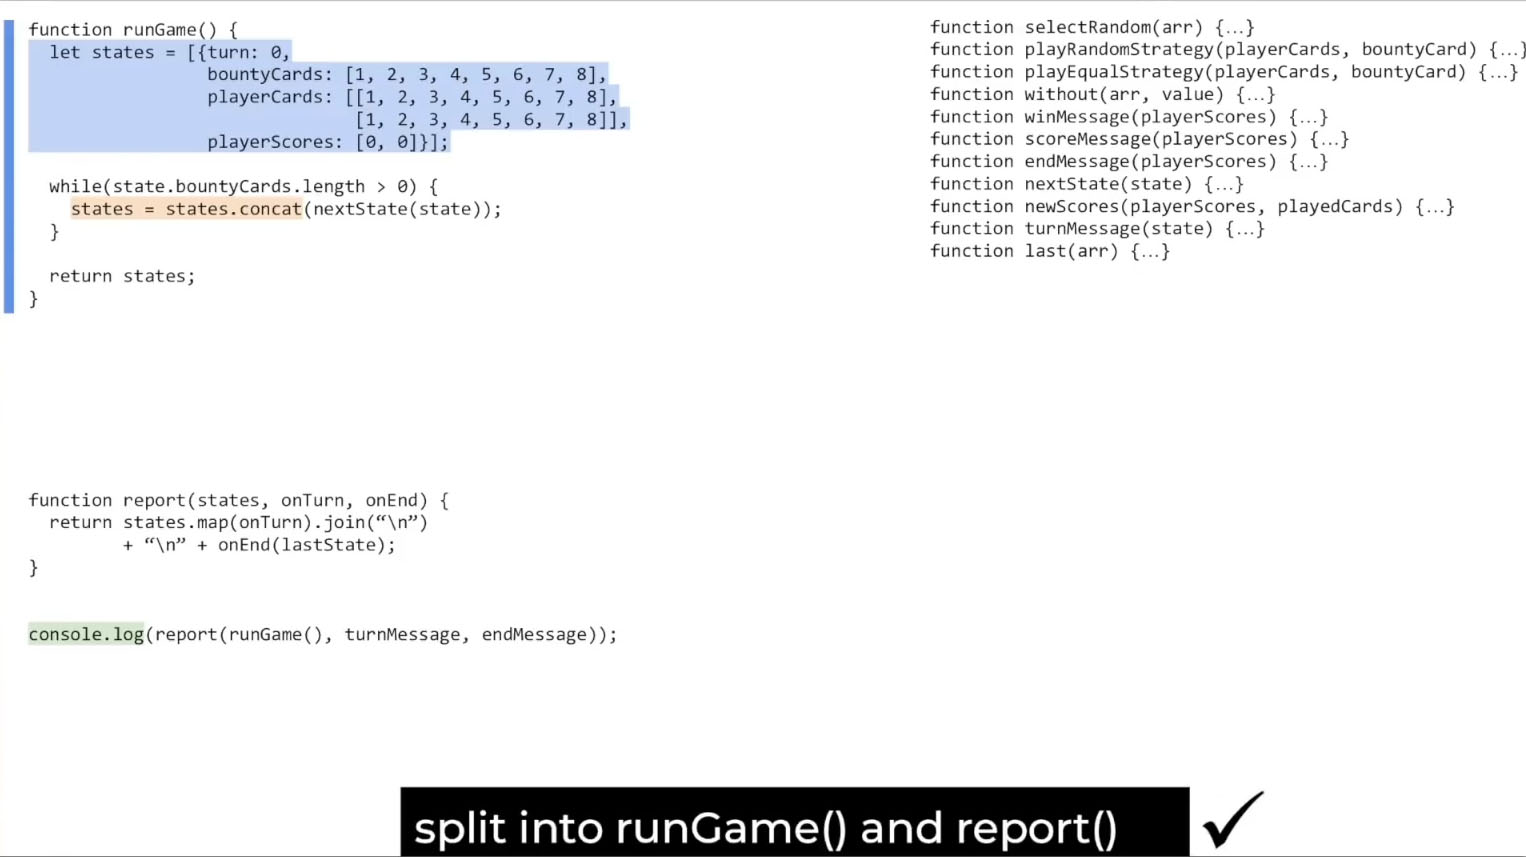 function runGame() {
  let states = [{turn: 0,
                 bountyCards: [1, 2, 3, 4, 5, 6, 7, 8],
                 playerCards: [[1, 2, 3, 4, 5, 6, 7, 8],
                               [1, 2, 3, 4, 5, 6, 7, 8]],
                 playerScores: [0, 0]}];
  while(state.bountyCards.length > 0) {
    states = states.concat(nextState(state));
  }
  return states;
}
function report(states, onTurn, onEnd) {
  return states.map(onTurn).join(“\n”)
         + “\n” + onEnd(lastState);
}
console.log(report(runGame(), turnMessage, endMessage));
function selectRandom(arr) {…}
function playRandomStrategy(playerCards, bountyCard) {…}
function playEqualStrategy(playerCards, bountyCard) {…}
function without(arr, value) {…}
function winMessage(playerScores) {…}
function scoreMessage(playerScores) {…}
function endMessage(playerScores) {…}
function nextState(state) {…}
function newScores(playerScores, playedCards) {…}
function turnMessage(state) {…}
function last(arr) {…}
split into runGame() and report()